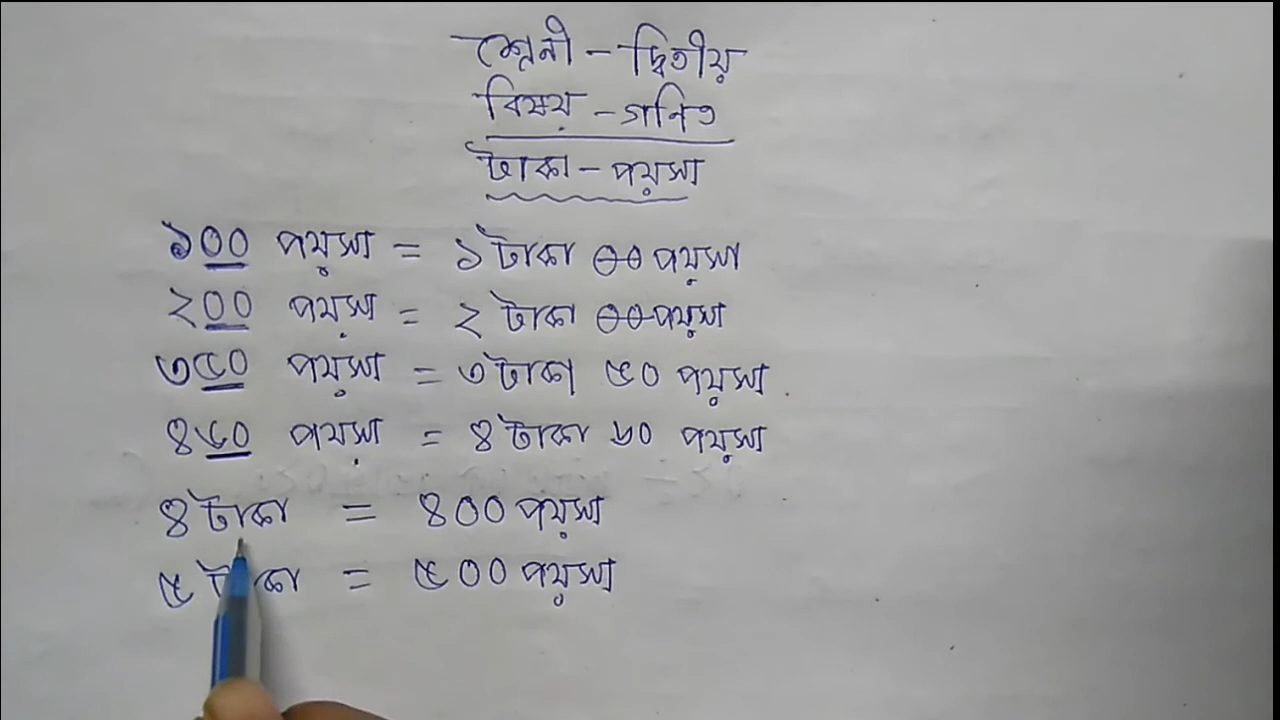 শ্রেনী - দ্বিতীয়
বিষয় - গনিত
টাকা - পয়সা
১০০ পয়সা = ১ টাকা ০০ পয়সা
২০০ পয়সা = ২ টাকা ০০ পয়সা
৩৫০ পয়সা = ৩ টাকা ৫০ পয়সা
৪৬০ পয়সা = ৪ টাকা ৬০ পয়সা
৪ টাকা = ৪০০ পয়সা
৫ টাকা = ৫০০ পয়সা